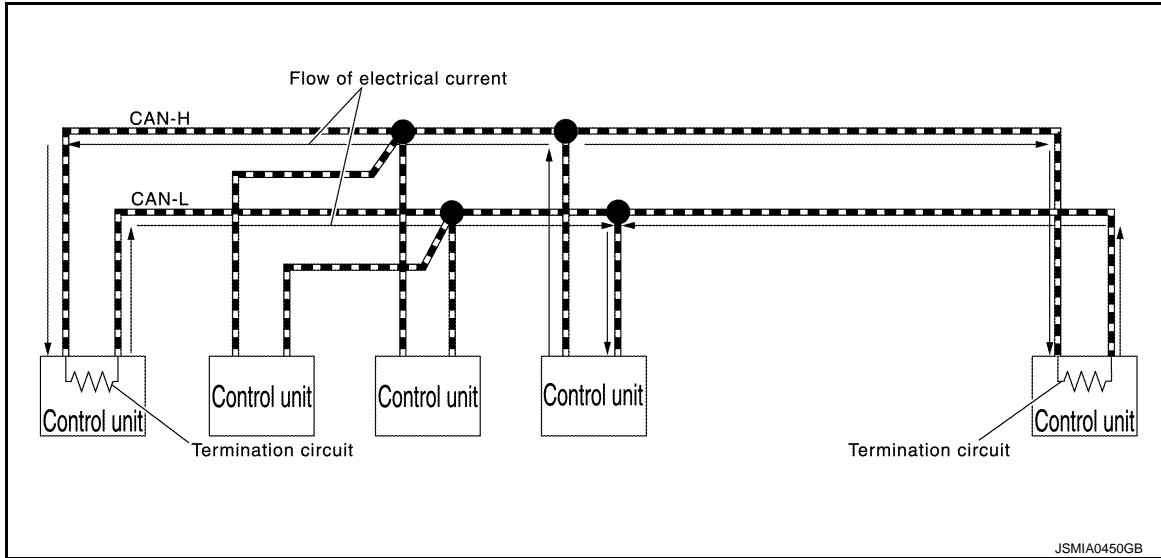 Flow of electrical current
CAN-H
CAN-L
Control unit
Control unit
Control unit
Control unit
Control unit
Termination circuit
Termination circuit
JSMIA0450GB